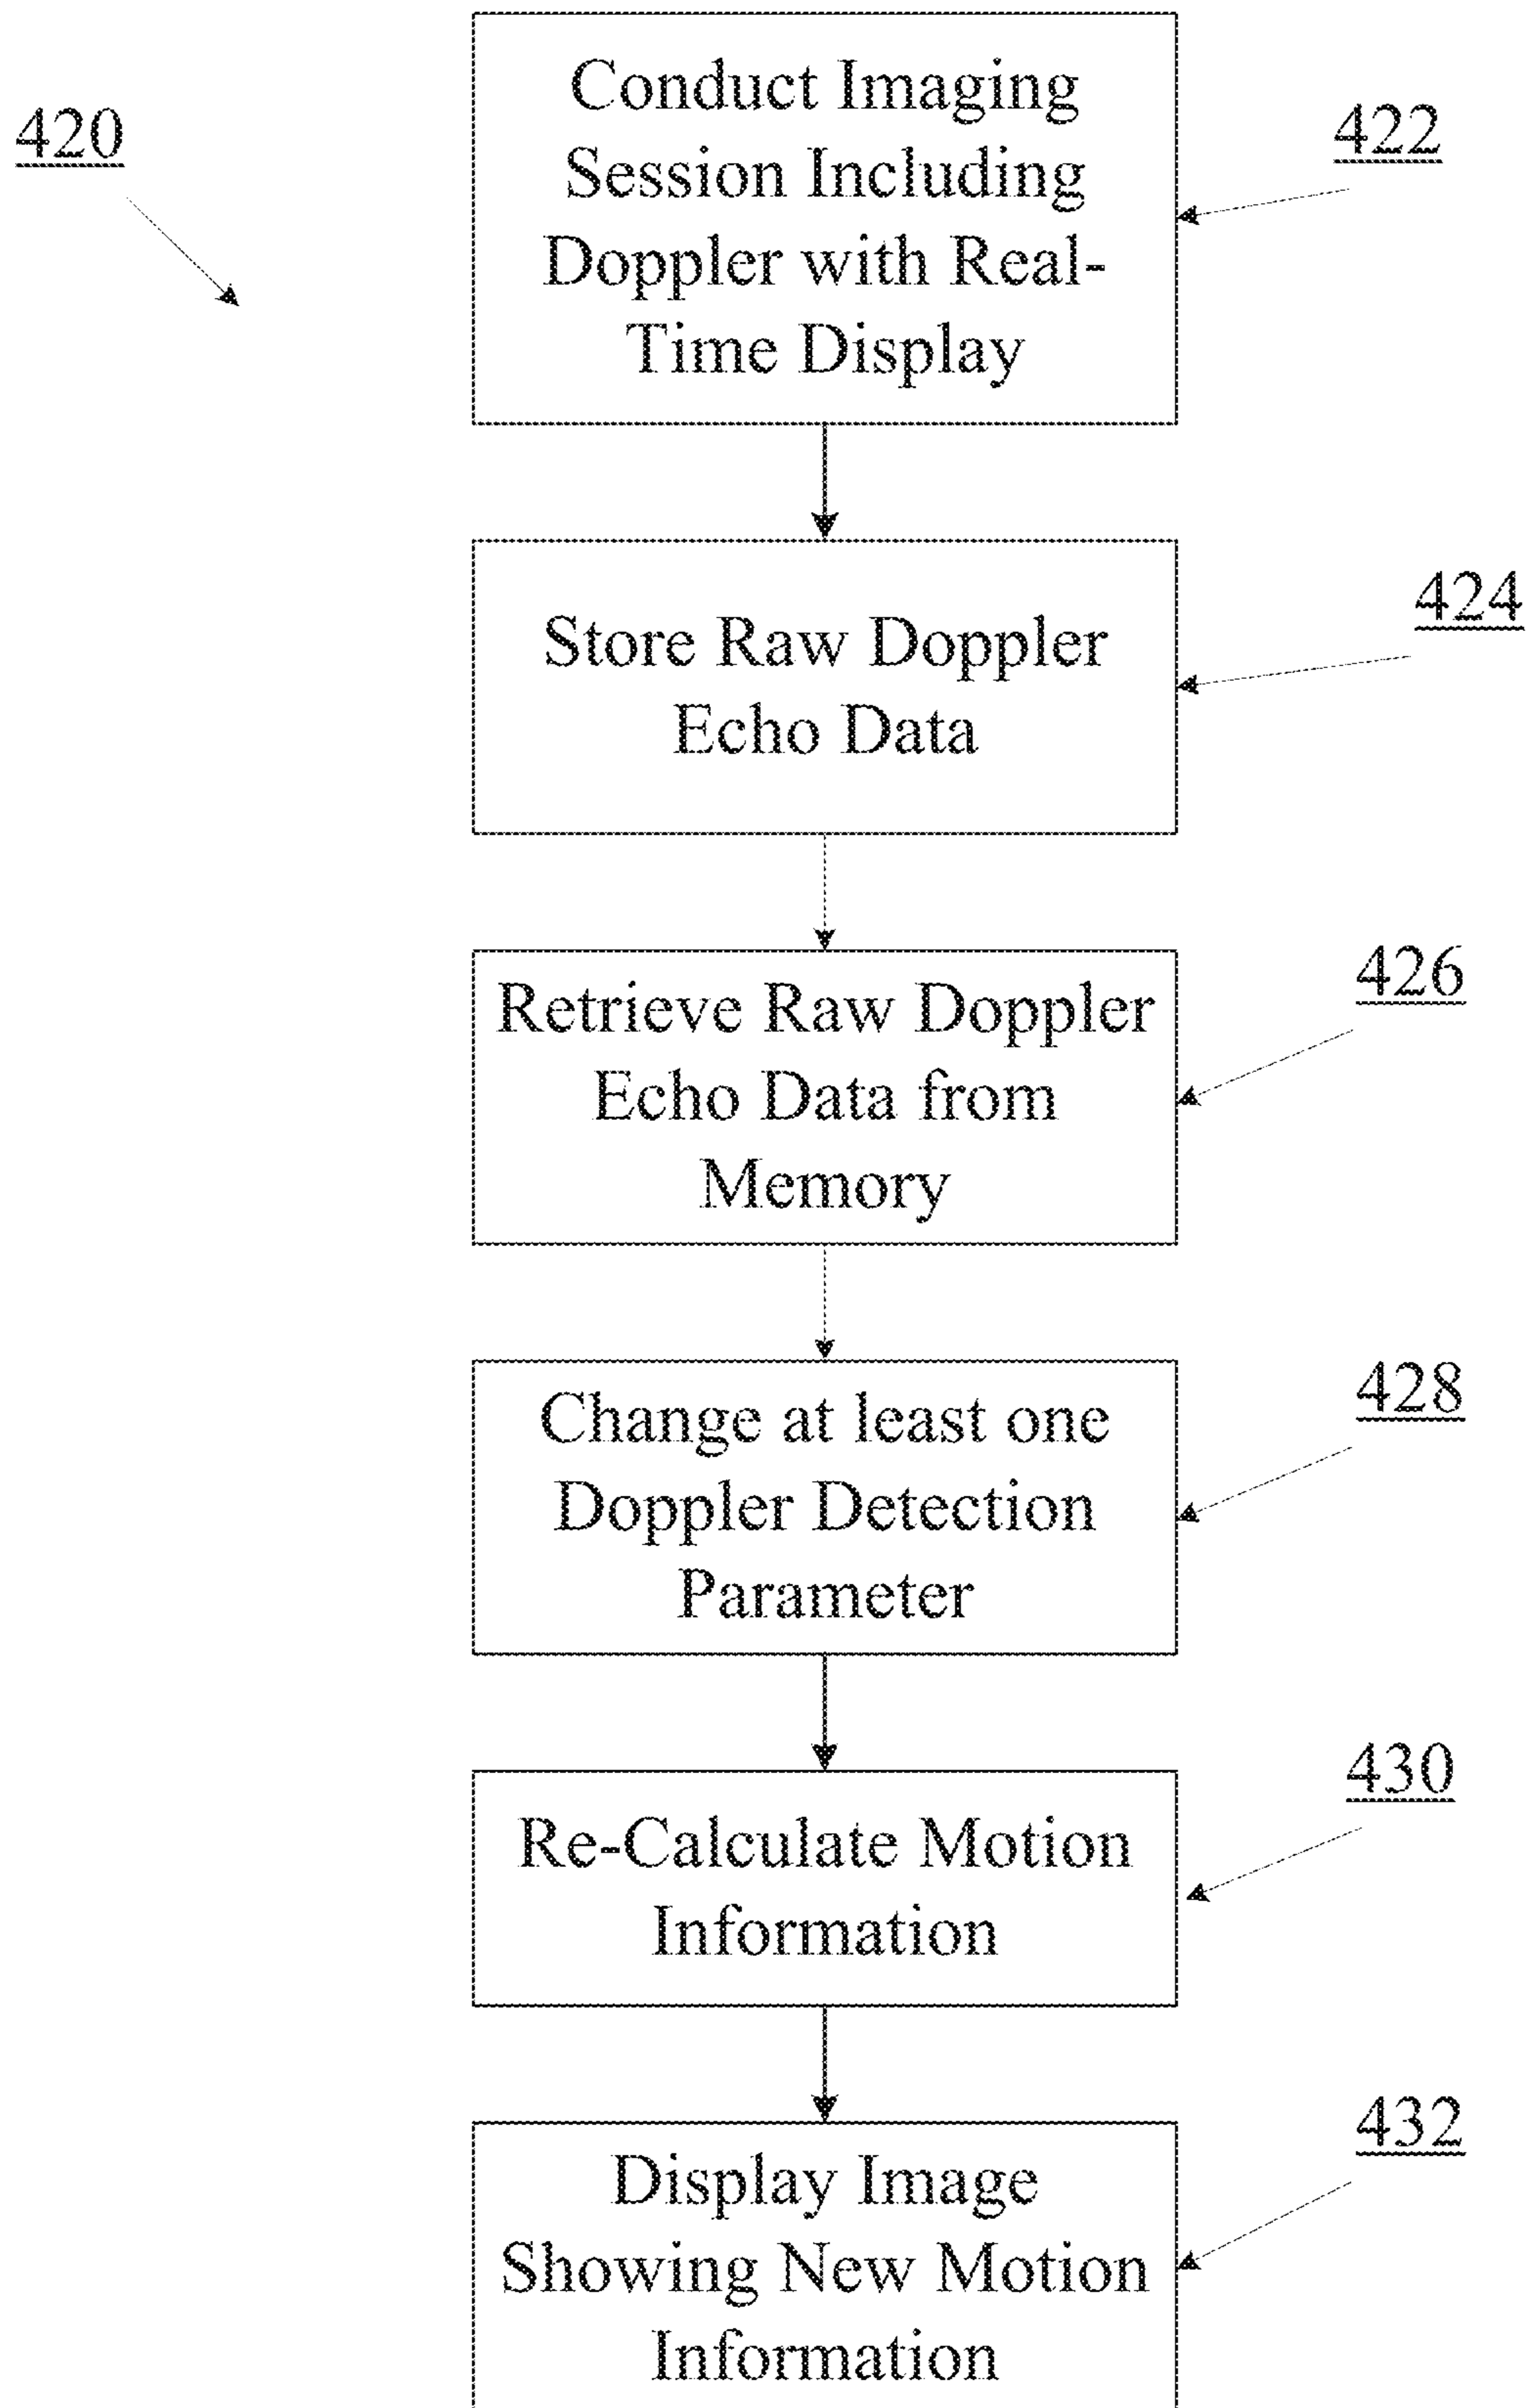 420
Conduct Imaging
Session Including
Doppler with Real-
Time Display
422
Store Raw Doppler
Echo Data
424
Retrieve Raw Doppler
Echo Data from
Memory
426
Change at least one
Doppler Detection
Parameter
428
Re-Calculate Motion
Information
430
Display Image
Showing New Motion
Information
432